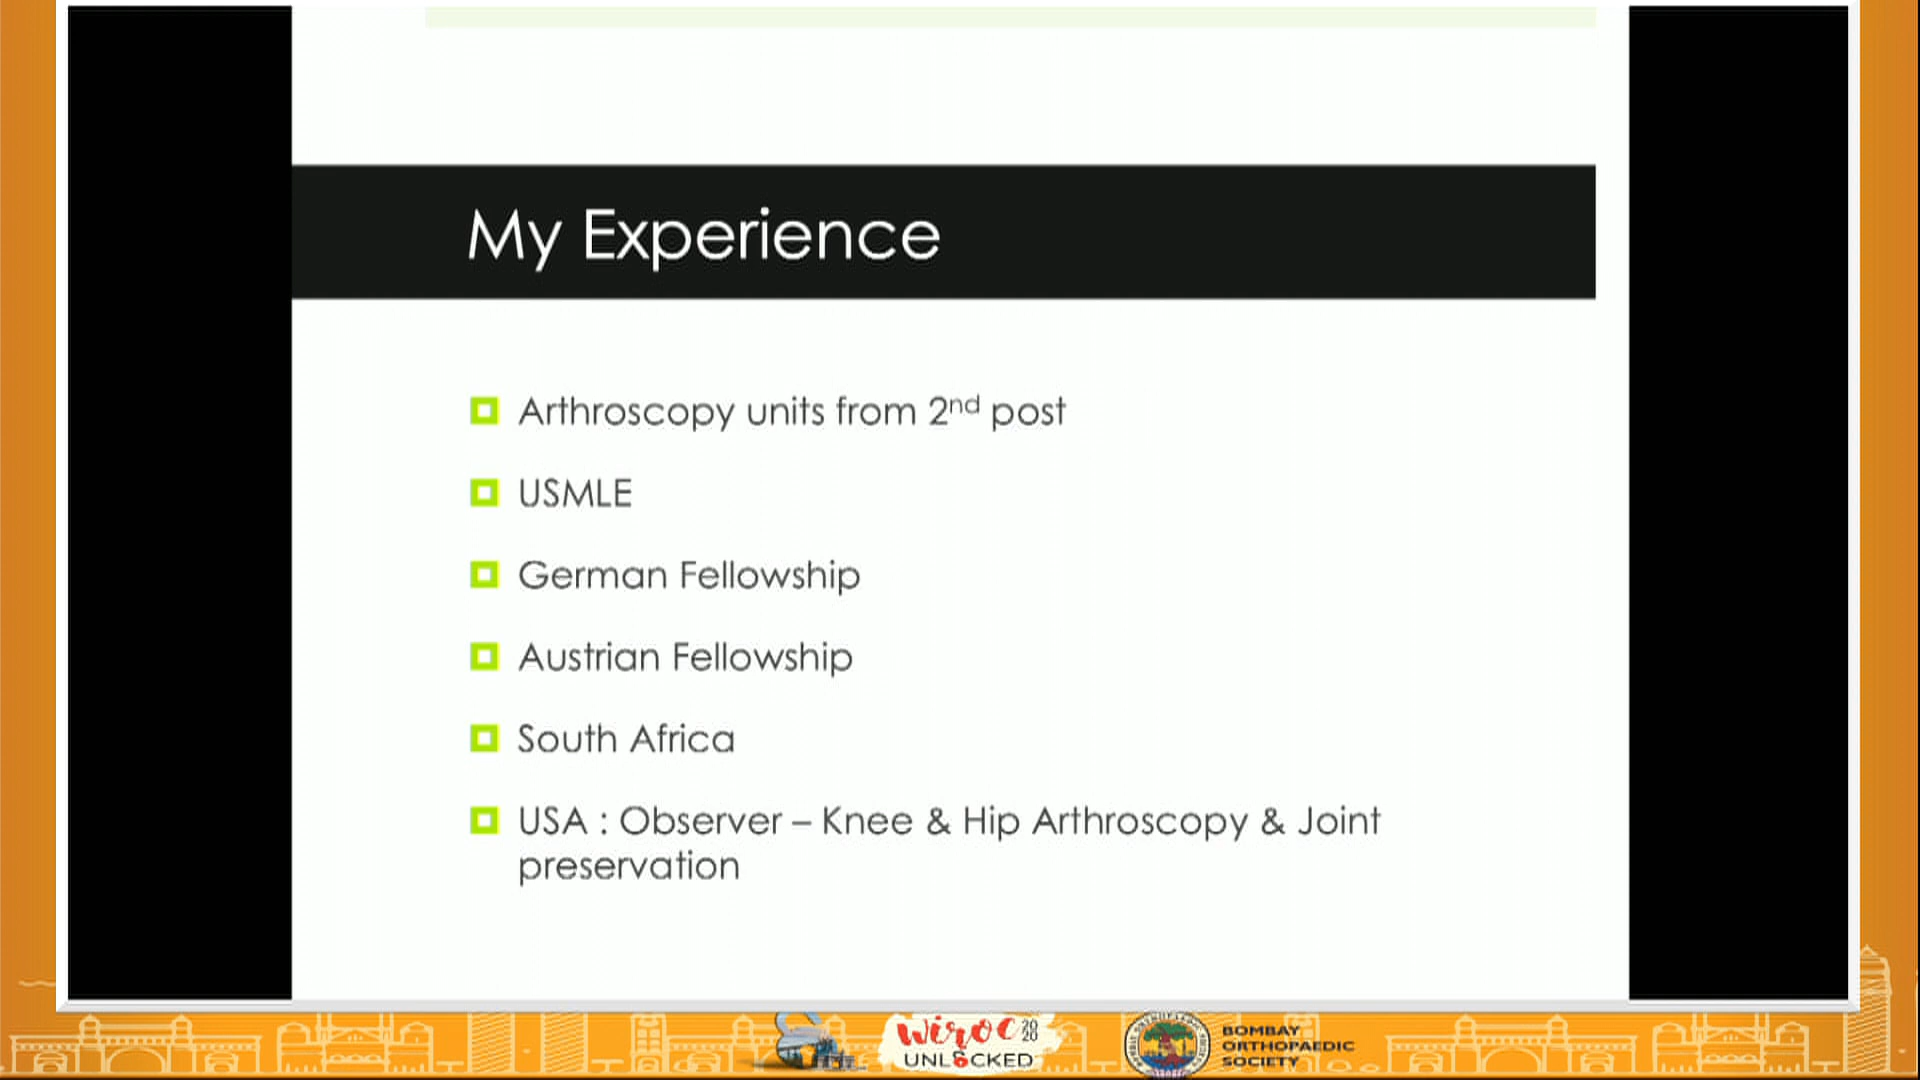 My Experience
Arthroscopy units from 2nd post
USMLE
German Fellowship
Austrian Fellowship
South Africa
USA : Observer – Knee & Hip Arthroscopy & Joint
preservation
WIROC 28
UNLOCKED
BOMBAY
ORTHOPAEDIC
SOCIETY